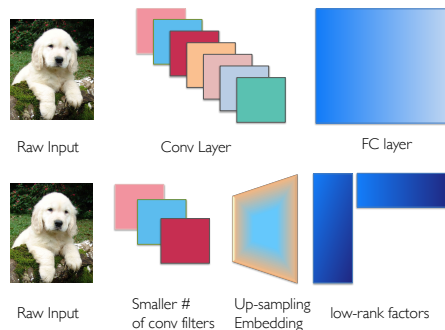 Raw Input
Conv Layer
FC layer
Raw Input
Smaller #
of conv filters
Up-sampling
Embedding
low-rank factors